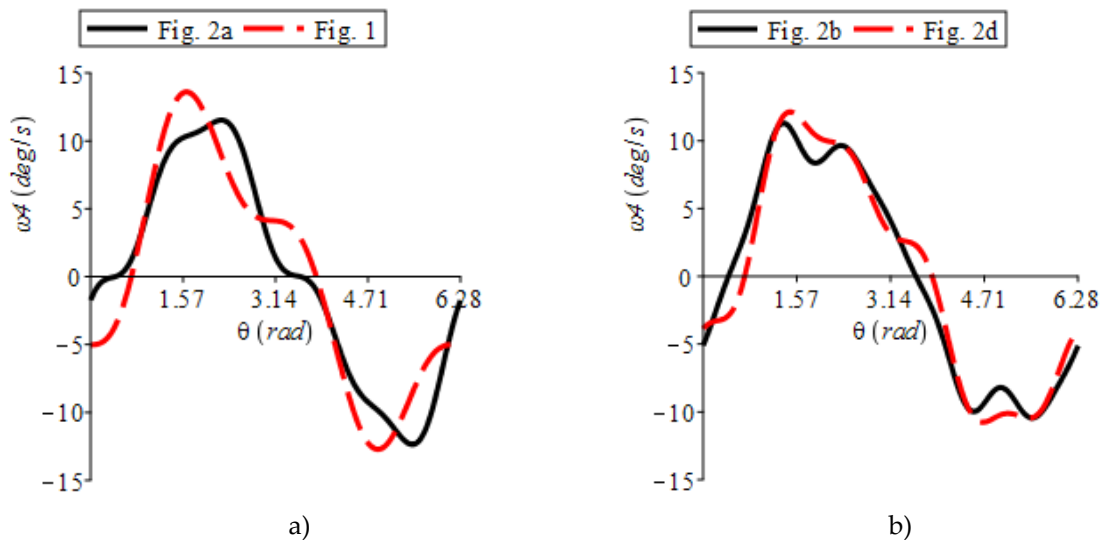 Fig. 2a Fig. 1
15
10
ω4 (deg/s)
5
0
1.57 3.14 4.71 6.28
θ (rad)
−5
−10
−15
a)
Fig. 2b Fig. 2d
15
10
ω4 (deg/s)
5
0
1.57 3.14 4.71 6.28
θ (rad)
−5
−10
−15
b)